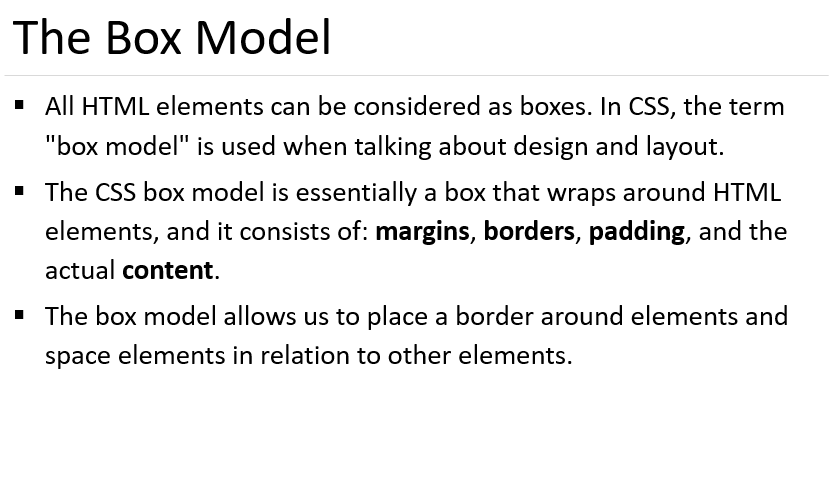 The Box Model
▪ All HTML elements can be considered as boxes. In CSS, the term
"box model" is used when talking about design and layout.
▪ The CSS box model is essentially a box that wraps around HTML
elements, and it consists of: margins, borders, padding, and the
actual content.
▪ The box model allows us to place a border around elements and
space elements in relation to other elements.